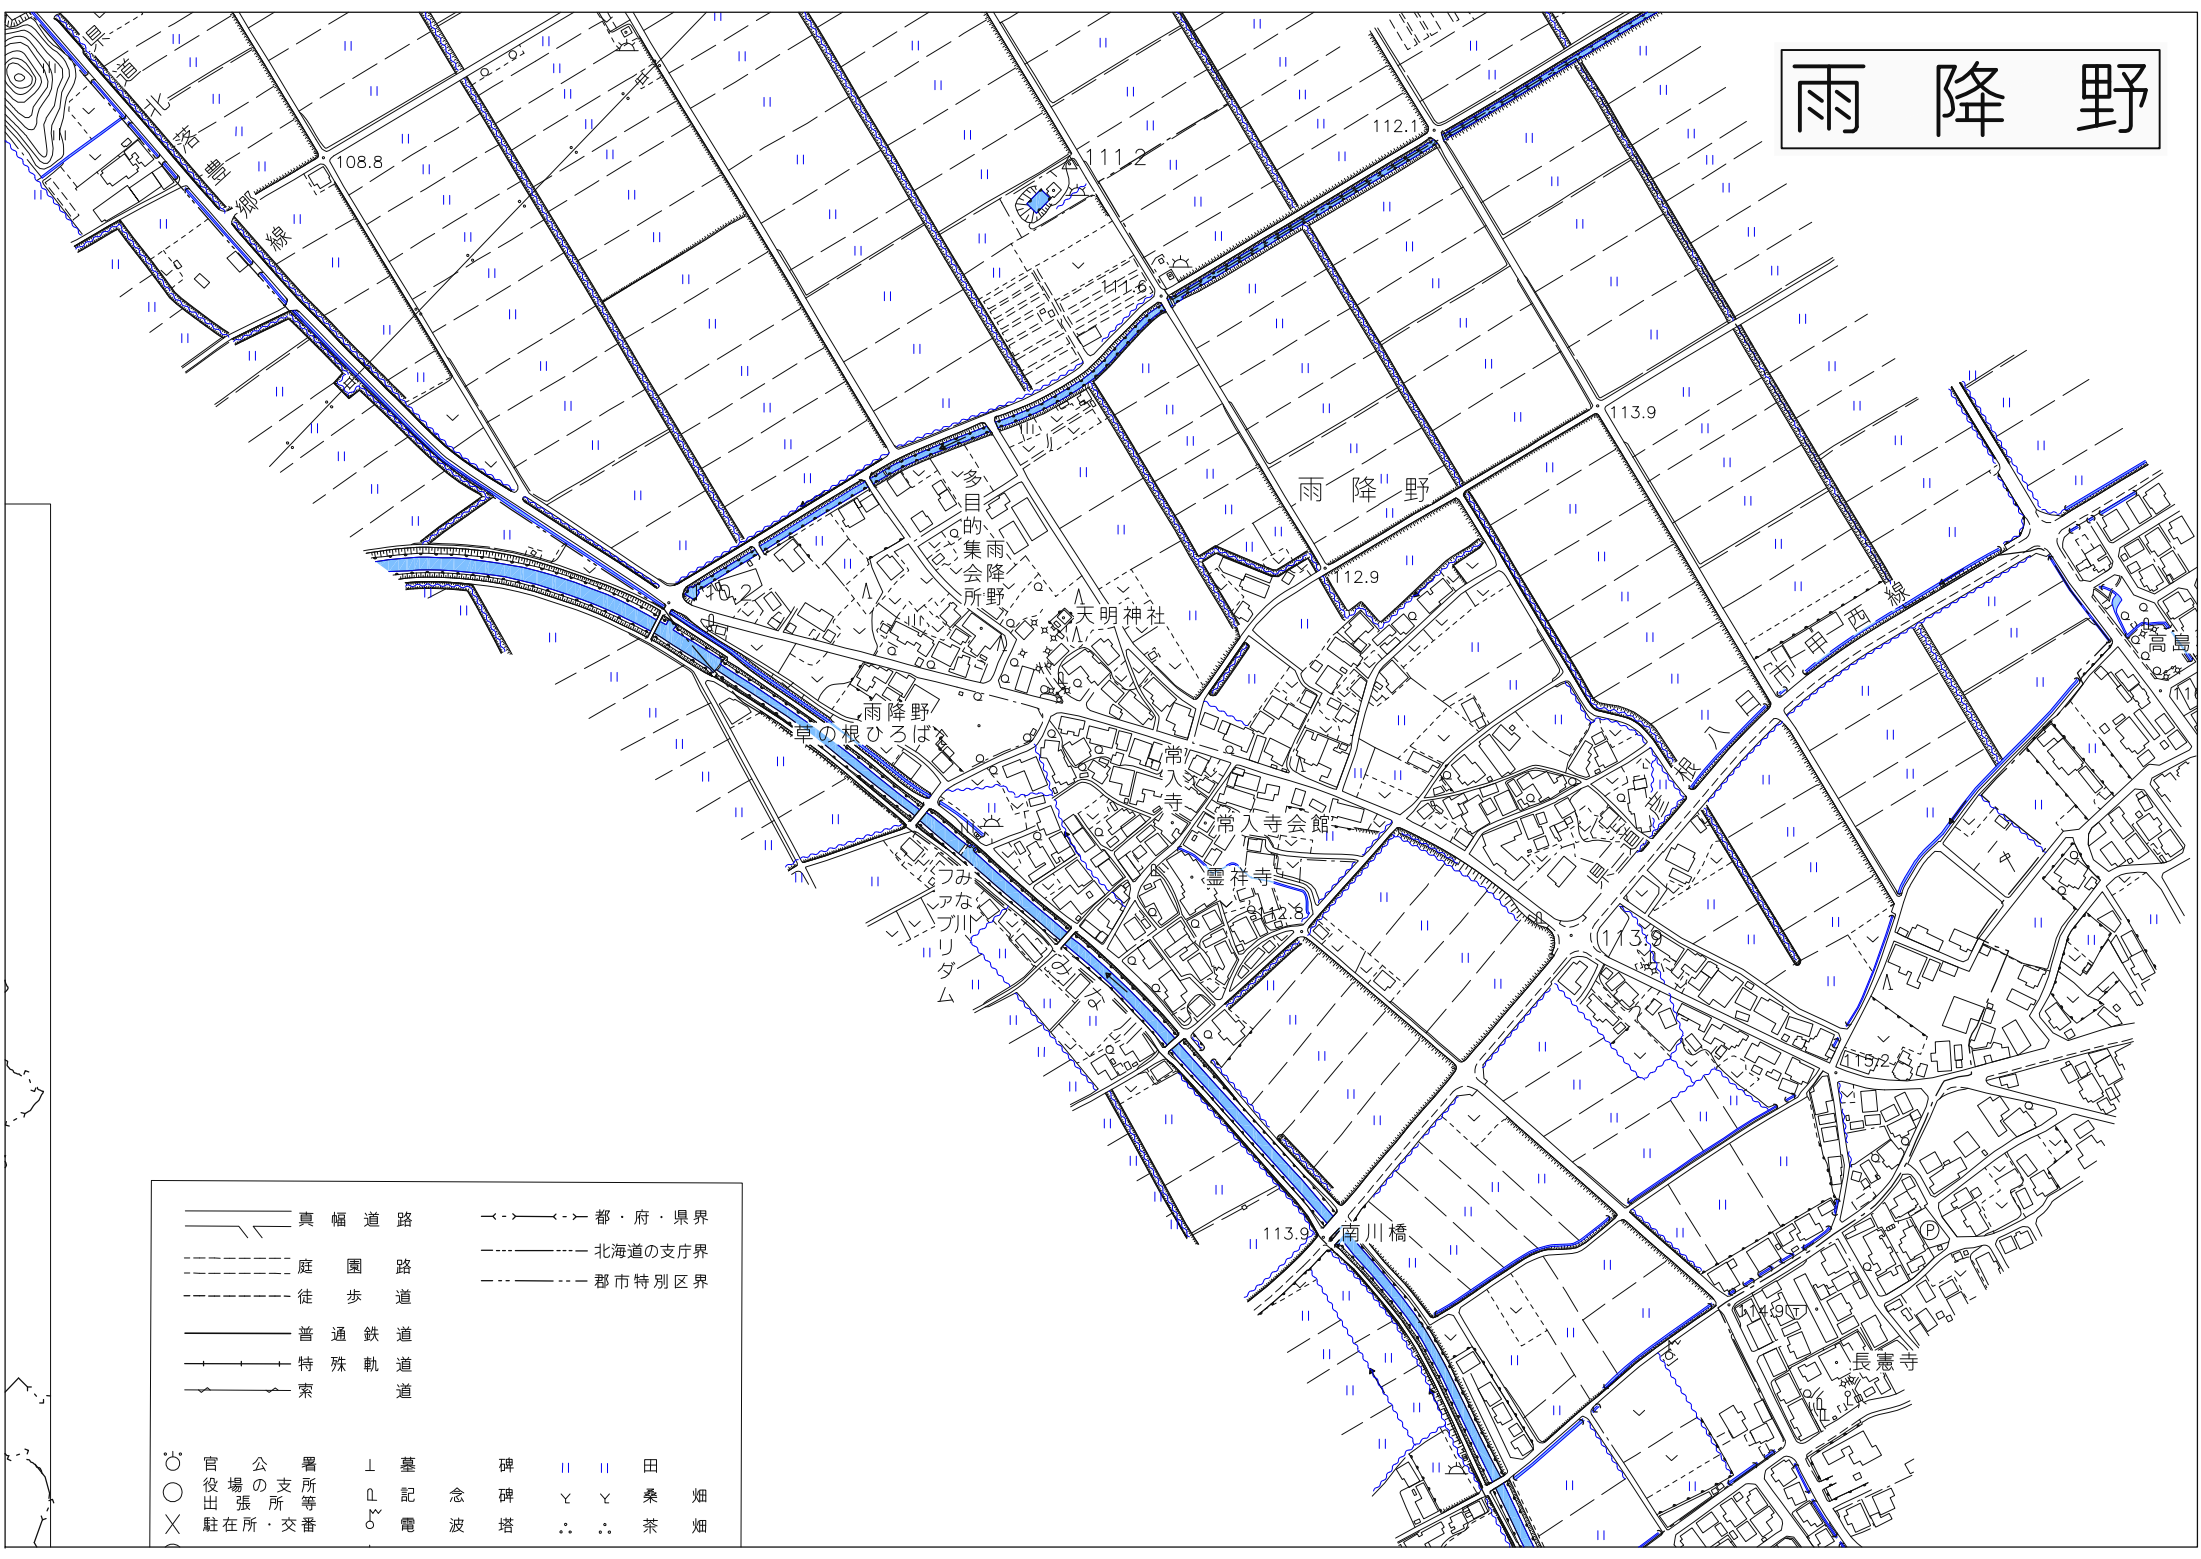 雨降野
県道北落豊郷線
108.8
111.2
112.1
111.6
113.9
雨降野
多目的集会所
雨降野
112.9
110.2
天明神社
高島
雨降野
草の根ひろば
常入寺
常入寺会館
霊祥寺
112.8
みな川
ファブリダム
みな
113.9
115.2
113.9
南川橋
114.9
P
長憲寺
真幅道路
庭園路
徒歩道
普通鉄道
特殊軌道
索道
都・府・県界
北海道の支庁界
郡市特別区界
官公署
役場の支所
出張所等
駐在所・交番
墓碑
記念碑
電波塔
田
桑畑
茶畑